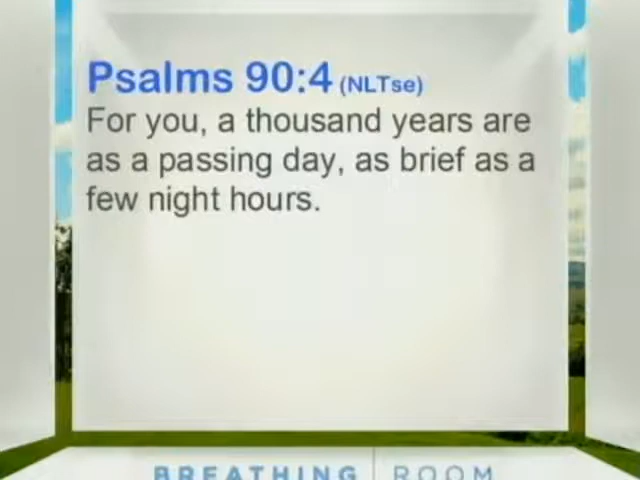 Psalms 90:4 (NLTse)
For you, a thousand years are
as a passing day, as brief as a
few night hours.
BREATHING ROOM